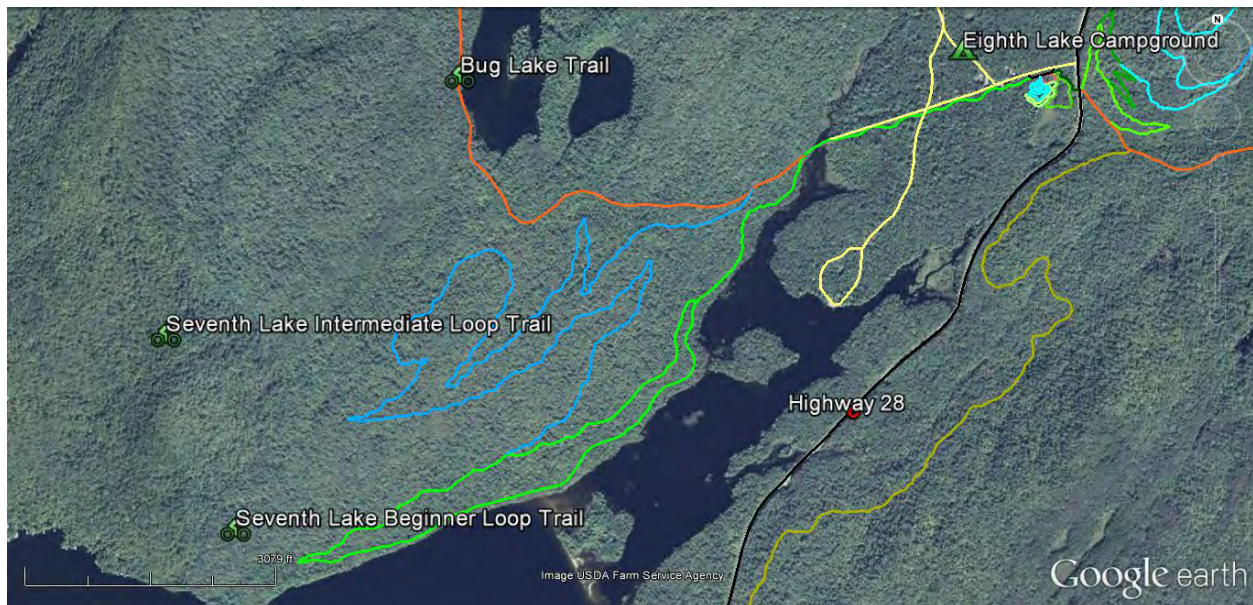 N
Eighth Lake Campground
Bug Lake Trail
Seventh Lake Intermediate Loop Trail
Highway 28
Seventh Lake Beginner Loop Trail
3079 ft
Image USDA Farm Service Agency
Google earth